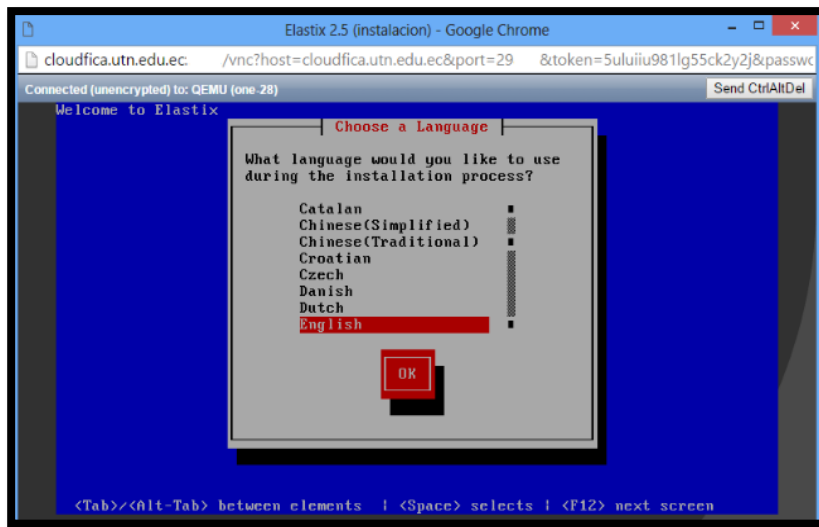 Elastix 2.5 (instalacion) - Google Chrome
cloudfica.utn.edu.ec: /vnc?host=cloudfica.utn.edu.ec&port=29 &token=5uluiiu981lg55ck2y2j&passwc
Connected (unencrypted) to: QEMU (one-28)
Send CtrlAltDel
Welcome to Elastix
Choose a Language
What language would you like to use
during the installation process?
Catalan
Chinese(Simplified)
Chinese(Traditional)
Croatian
Czech
Danish
Dutch
English
OK
<Tab>/<Alt-Tab> between elements | <Space> selects | <F12> next screen